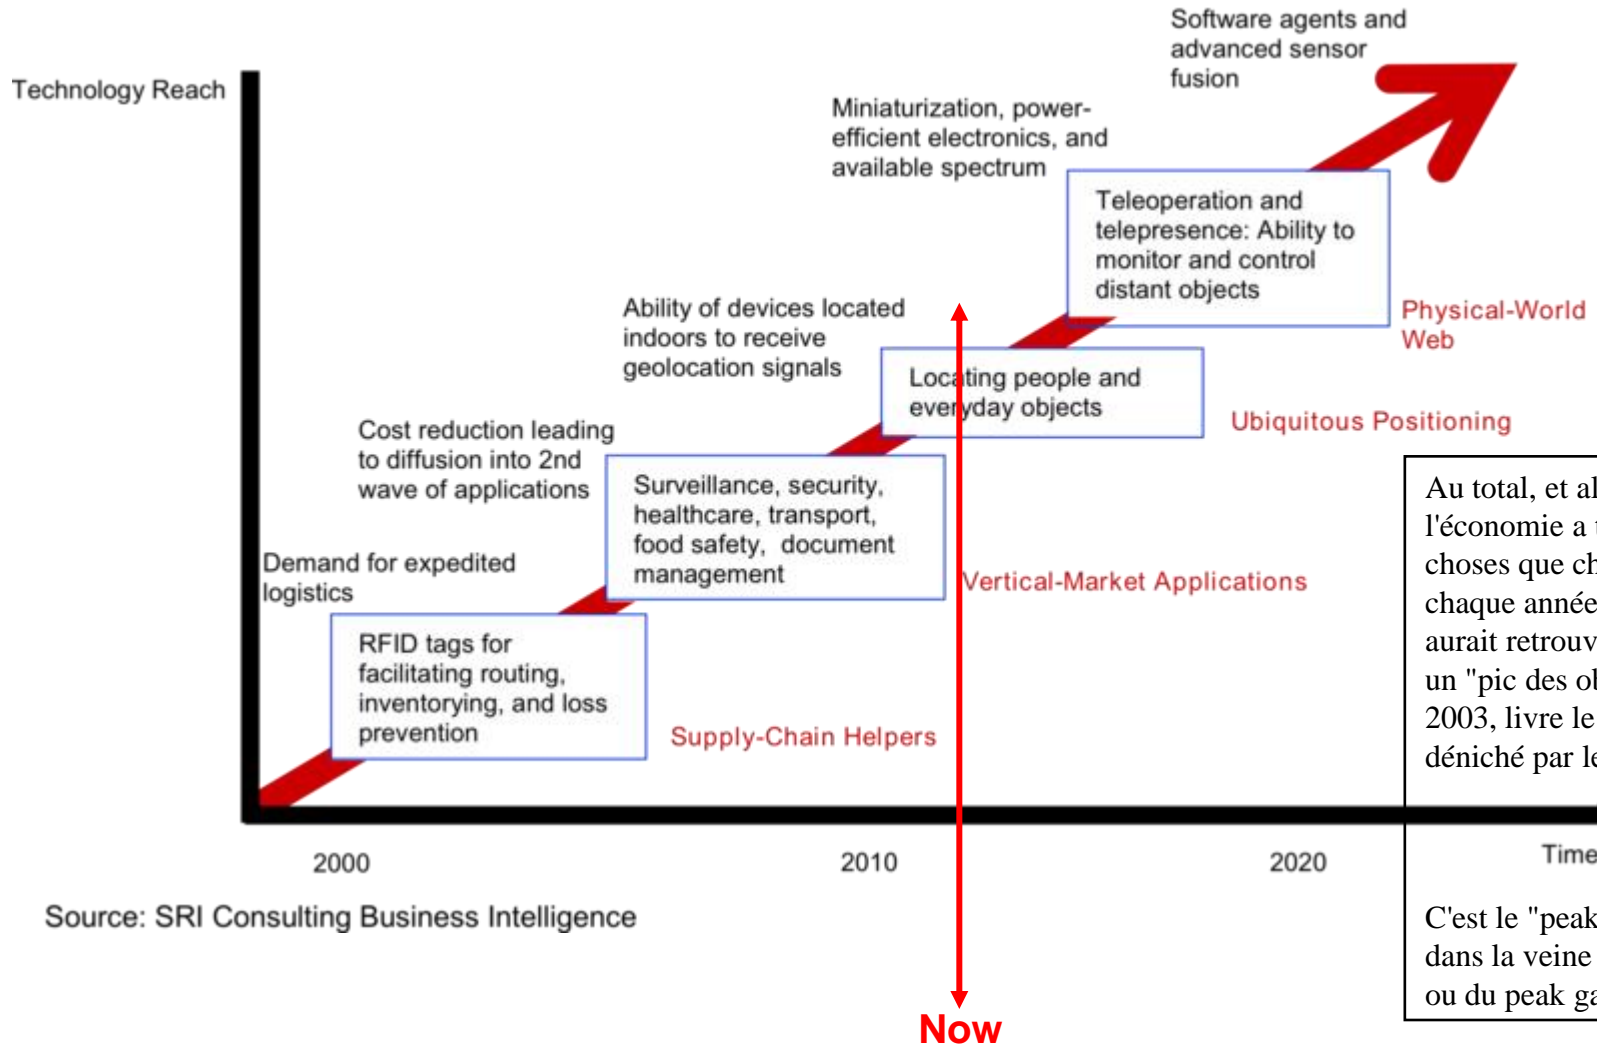 Software agents and
advanced sensor
fusion
Technology Reach
Miniaturization, power-
efficient electronics, and
available spectrum
Teleoperation and
telepresence: Ability to
monitor and control
distant objects
Physical-World
Web
Ability of devices located
indoors to receive
geolocation signals
Locating people and
everyday objects
Ubiquitous Positioning
Cost reduction leading
to diffusion into 2nd
wave of applications
Surveillance, security,
healthcare, transport,
food safety, document
management
Vertical-Market Applications
Demand for expedited
logistics
RFID tags for
facilitating routing,
inventorying, and loss
prevention
Supply-Chain Helpers
Au total, et al
l'économie a
choses que
chaque année
aurait
un "pic des
2003, livre le
déniché par
2000
2010
2020
Time
Source: SRI Consulting Business Intelligence
C'est le "peak
dans la veine
ou du peak
Now